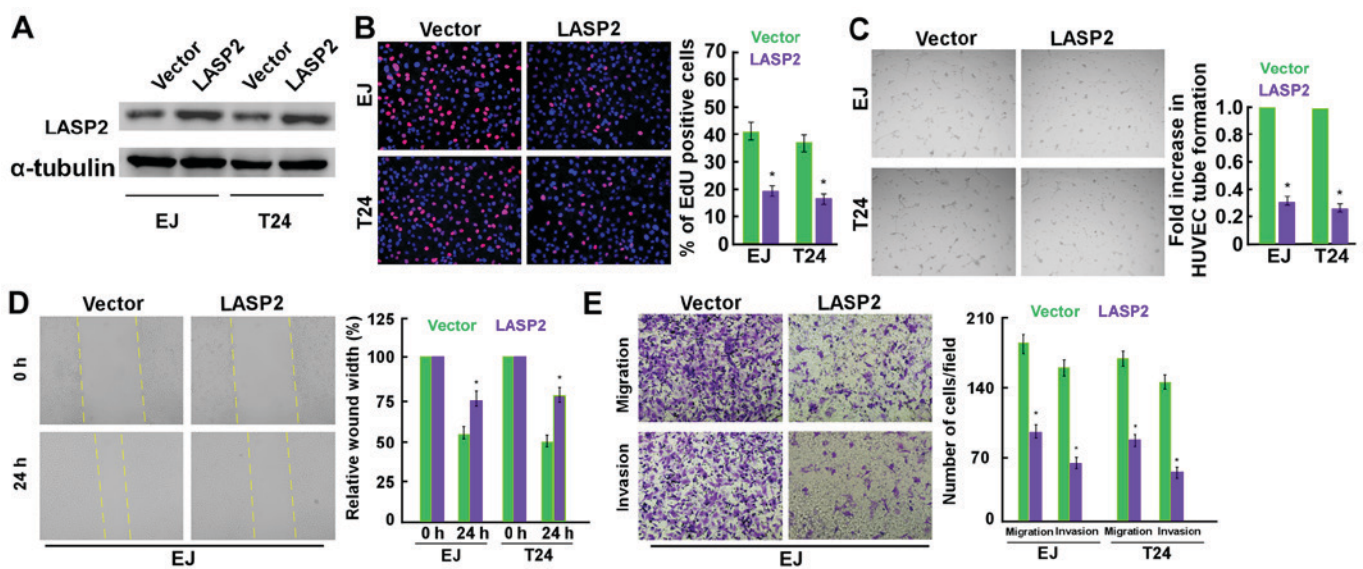 A
Vector
LASP2
Vector
LASP2
LASP2
α-tubulin
EJ
T24
B
Vector
LASP2
EJ
T24
% of EdU positive cells
70
60
50
40
30
20
10
0
Vector
LASP2
EJ
T24
C
Vector
LASP2
EJ
T24
Fold increase in
HUVEC tube formation
1.0
0.8
0.6
0.4
0.2
0
Vector
LASP2
*
*
EJ
T24
D
Vector
LASP2
0 h
24 h
EJ
Relative wound width (%)
125
100
75
50
25
0
Vector
LASP2
*
*
0 h
24 h
0 h
24 h
EJ
T24
E
Vector
LASP2
Migration
Invasion
EJ
Number of cells/field
210
140
70
0
Vector
LASP2
*
*
*
*
Migration Invasion
Migration Invasion
EJ
T24